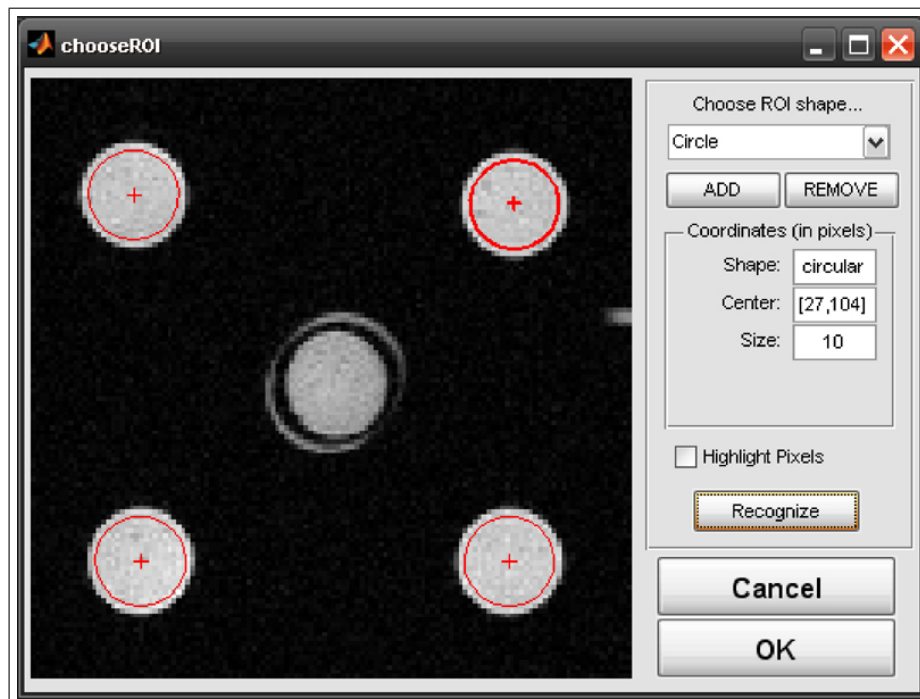 chooseROI
Choose ROI shape...
Circle
ADD REMOVE
Coordinates (in pixels)
Shape: circular
Center: [27,104]
Size: 10
Highlight Pixels
Recognize
Cancel
OK